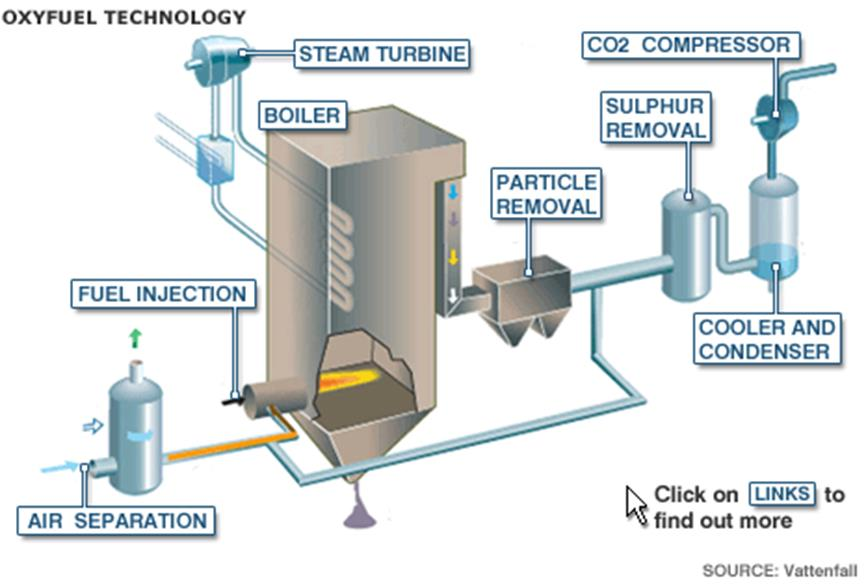 OXYFUEL TECHNOLOGY
STEAM TURBINE
CO2 COMPRESSOR
BOILER
SULPHUR
REMOVAL
PARTICLE
REMOVAL
FUEL INJECTION
COOLER AND
CONDENSER
AIR SEPARATION
Click on LINKS to
find out more
SOURCE: Vattenfall